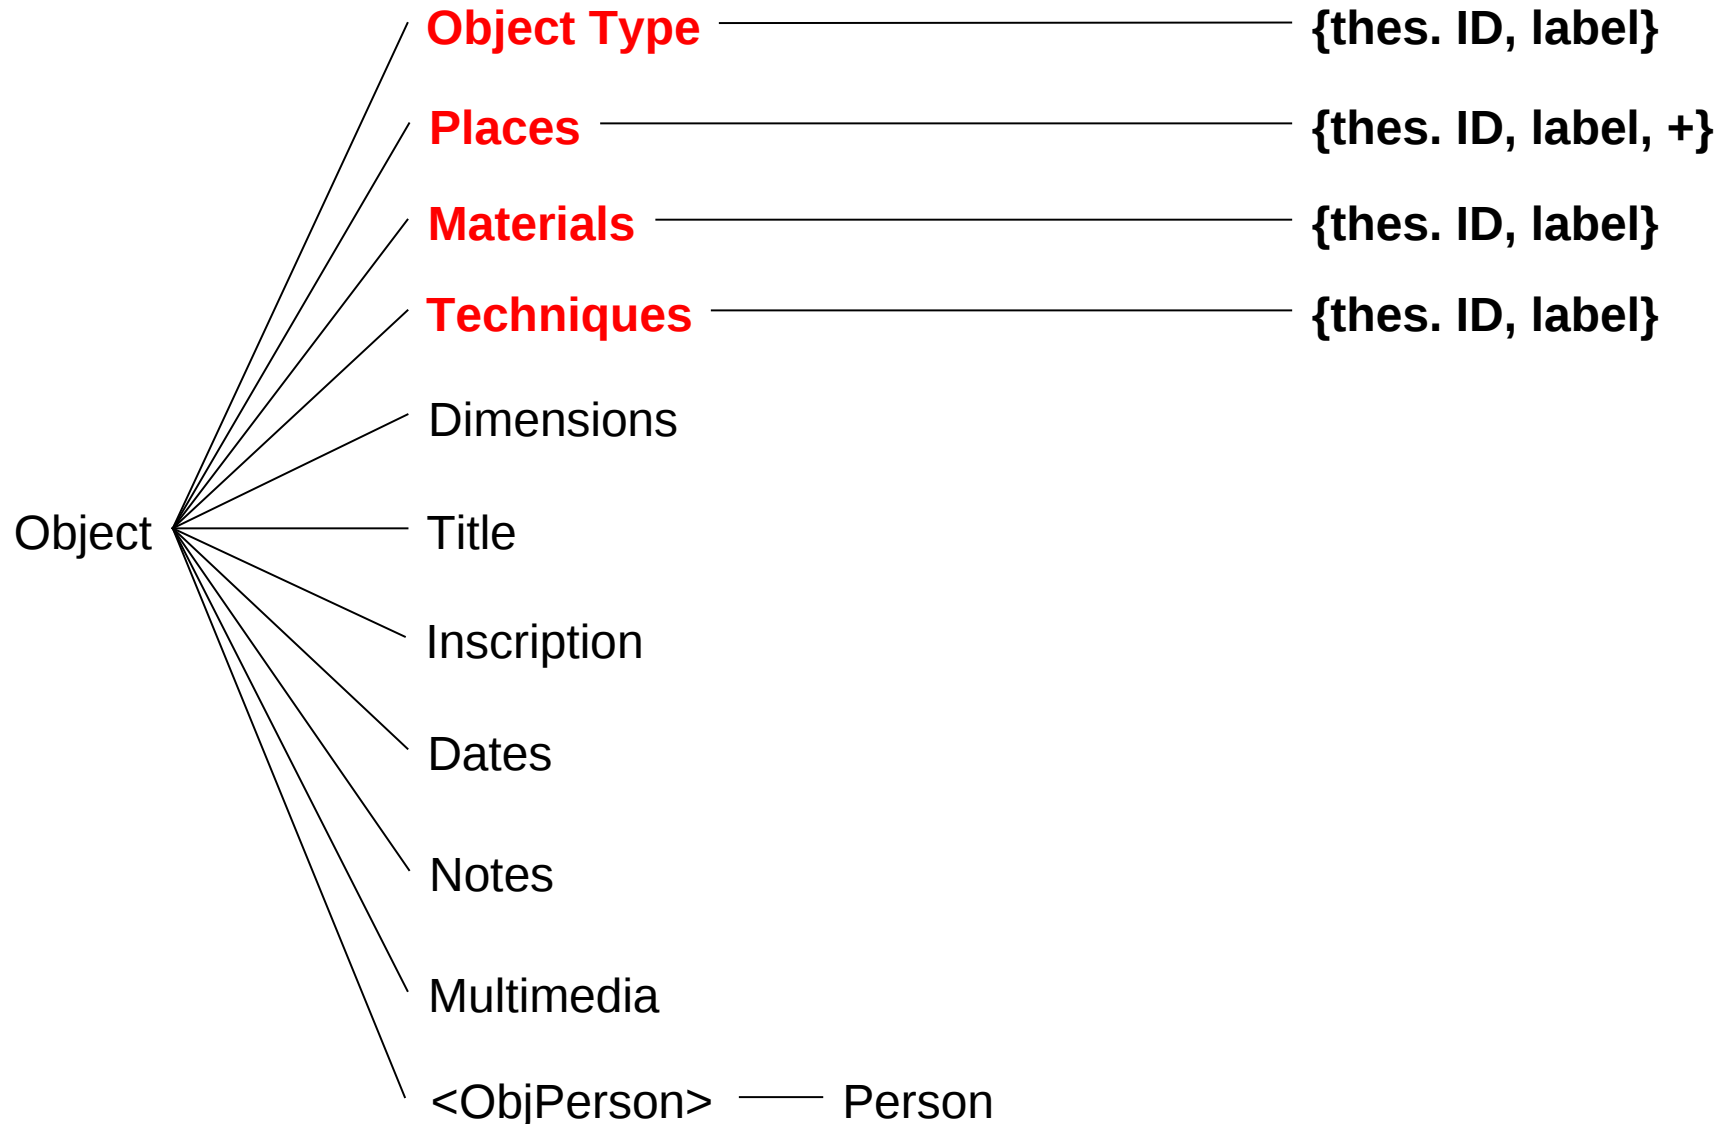 Object Type {thes. ID, label}
Places {thes. ID, label, +}
Materials {thes. ID, label}
Techniques {thes. ID, label}
Dimensions
Object Title
Inscription
Dates
Notes
Multimedia
<ObjPerson> Person